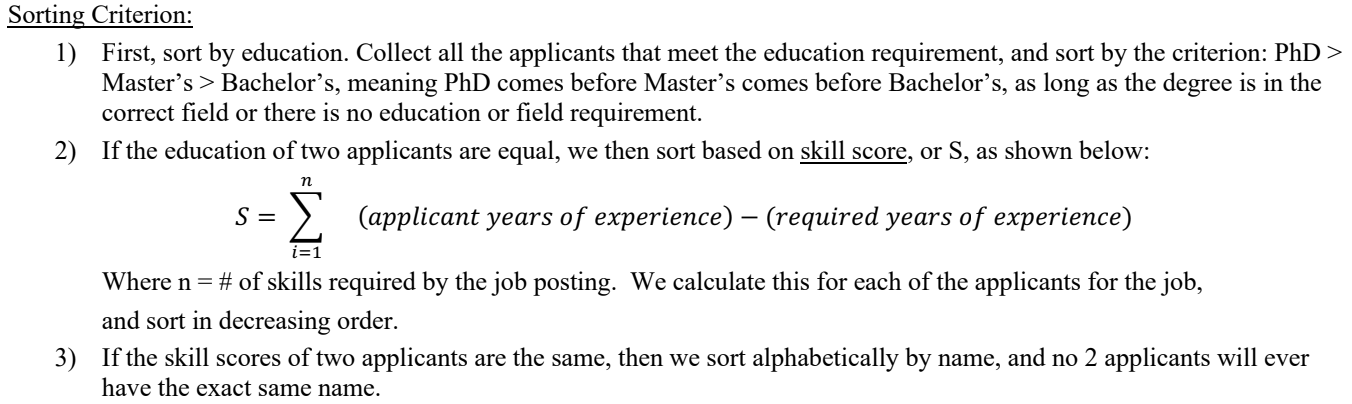 Sorting Criterion:
1) First, sort by education. Collect all the applicants that meet the education requirement, and sort by the criterion: PhD >
Master’s > Bachelor’s, meaning PhD comes before Master’s comes before Bachelor’s, as long as the degree is in the
correct field or there is no education or field requirement.
2) If the education of two applicants are equal, we then sort based on skill score, or S, as shown below:
n
S = ∑ (applicant years of experience) − (required years of experience)
i=1
Where n = # of skills required by the job posting. We calculate this for each of the applicants for the job,
and sort in decreasing order.
3) If the skill scores of two applicants are the same, then we sort alphabetically by name, and no 2 applicants will ever
have the exact same name.